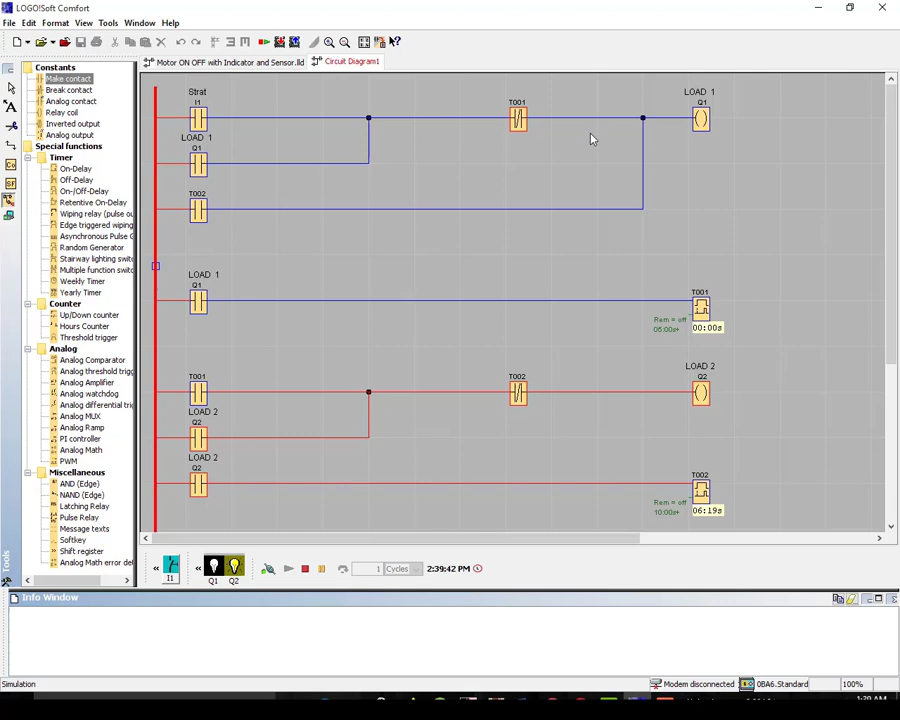 LOGO!Soft Comfort
File Edit Format View Tools Window Help
Motor ON OFF with Indicator and Sensor.lld
Circuit Diagram1
Constants
Make contact
Break contact
Analog contact
Relay coil
Inverted output
Analog output
Special functions
Timer
On-Delay
Off-Delay
On-/Off-Delay
Retentive On-Delay
Wiping relay (pulse ou
Edge triggered wiping
Asynchronous Pulse G
Random Generator
Stairway lighting switc
Multiple function switc
Weekly Timer
Yearly Timer
Counter
Up/Down counter
Hours Counter
Threshold trigger
Analog
Analog Comparator
Analog threshold trigg
Analog Amplifier
Analog watchdog
Analog differential trig
Analog MUX
Analog Ramp
PI controller
Analog Math
PWM
Miscellaneous
AND (Edge)
NAND (Edge)
Latching Relay
Pulse Relay
Message texts
Softkey
Shift register
Analog Math error det
Tools
Co
SF
Strat
I1
T001
LOAD 1
Q1
LOAD 1
Q1
T002
LOAD 1
Q1
T001
Rem = off
05:00s+
00:00s
T001
T002
LOAD 2
Q2
LOAD 2
Q2
LOAD 2
Q2
T002
Rem = off
10:00s+
06:19s
I1
Q1 Q2
1 Cycles
2:39:42 PM
Info Window
Simulation
Modem disconnected
0BA6.Standard
100%